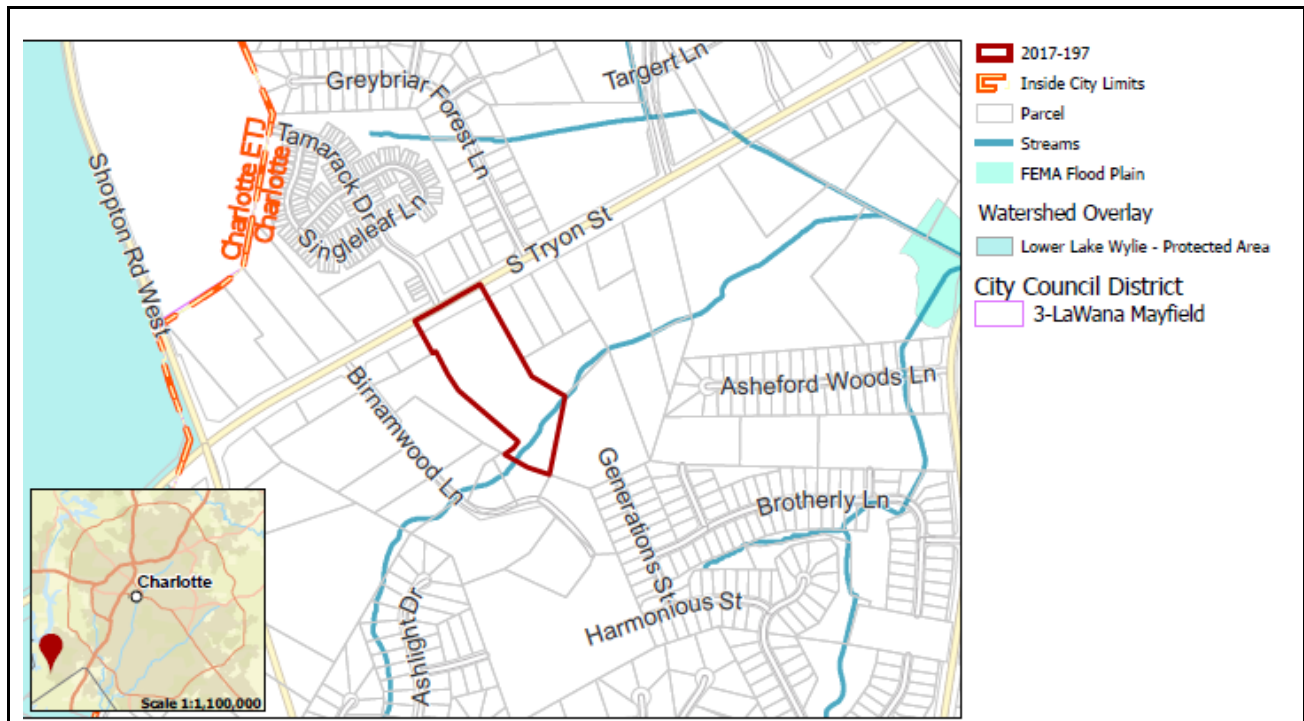 Greybriar
Forest Ln
Targert Ln
Tamarack Dr
Singleleaf Ln
Charlotte ETJ
Charlotte
Shopton Rd West
S Tryon St
Birnamwood Ln
Asheford Woods Ln
Generations St
Brotherly Ln
Harmonious St
Ashlight Dr
Charlotte
Scale 1:1,100,000
2017-197
Inside City Limits
Parcel
Streams
FEMA Flood Plain
Watershed Overlay
Lower Lake Wylie - Protected Area
City Council District
3-LaWana Mayfield